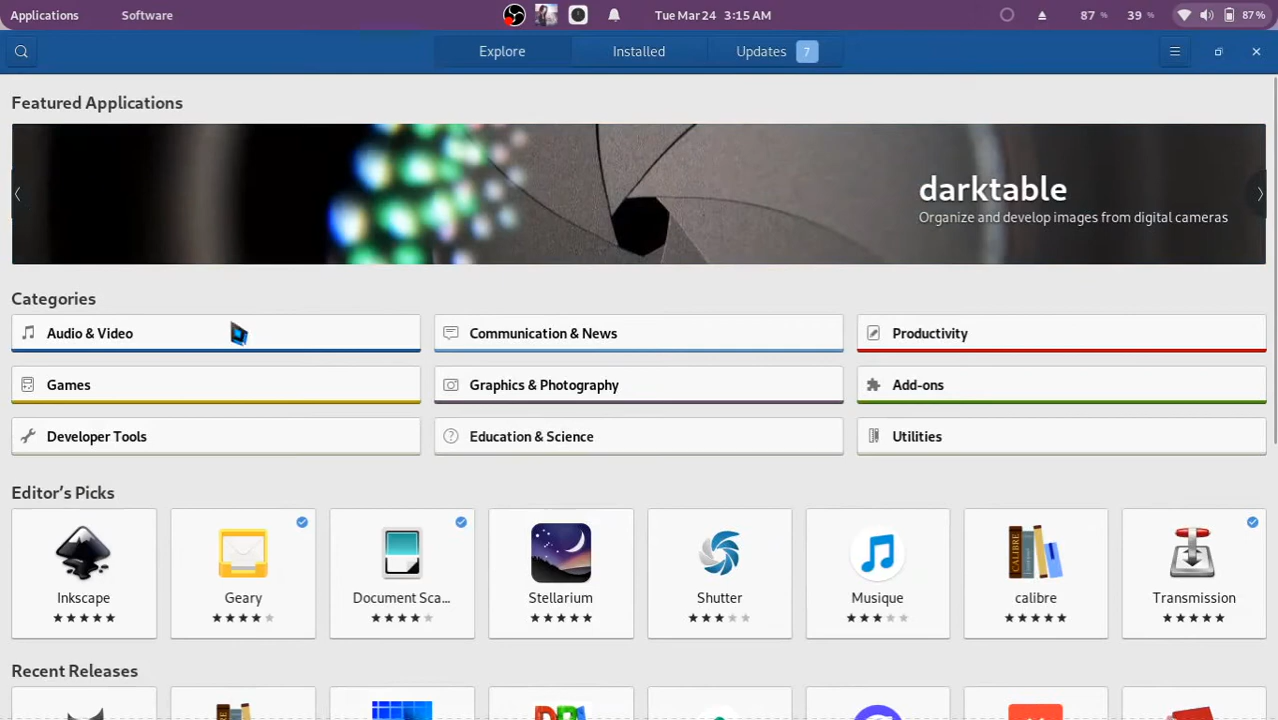 Applications Software Tue Mar 24 3:15 AM 87 % 39 % 87 %
Explore Installed Updates 7
Featured Applications
darktable
Organize and develop images from digital cameras
Categories
Audio & Video Communication & News Productivity
Games Graphics & Photography Add-ons
Developer Tools Education & Science Utilities
Editor’s Picks
Inkscape Geary Document Sca... Stellarium Shutter Musique calibre Transmission
Recent Releases